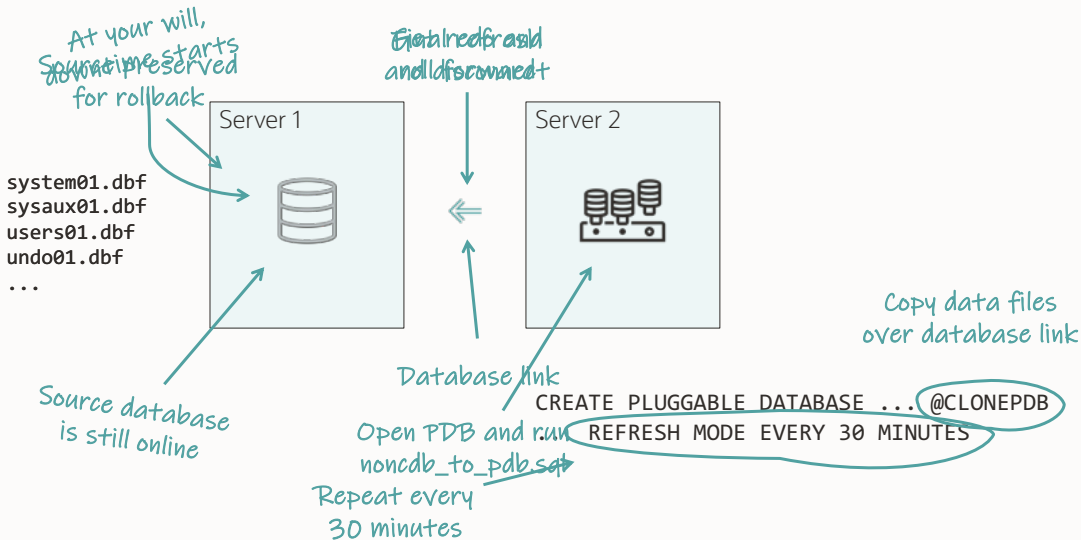 At your will,
starts
preserved
for rollback
Server 1
Server 2
system01.dbf
sysaux01.dbf
users01.dbf
undo01.dbf
...
Copy data files
over database link
Database link
Source database
is still online
CREATE PLUGGABLE DATABASE ... @CLONEPDB
REFRESH MODE EVERY 30 MINUTES
Open PDB and run
noncdb_to_pdb.sql
Repeat every
30 minutes